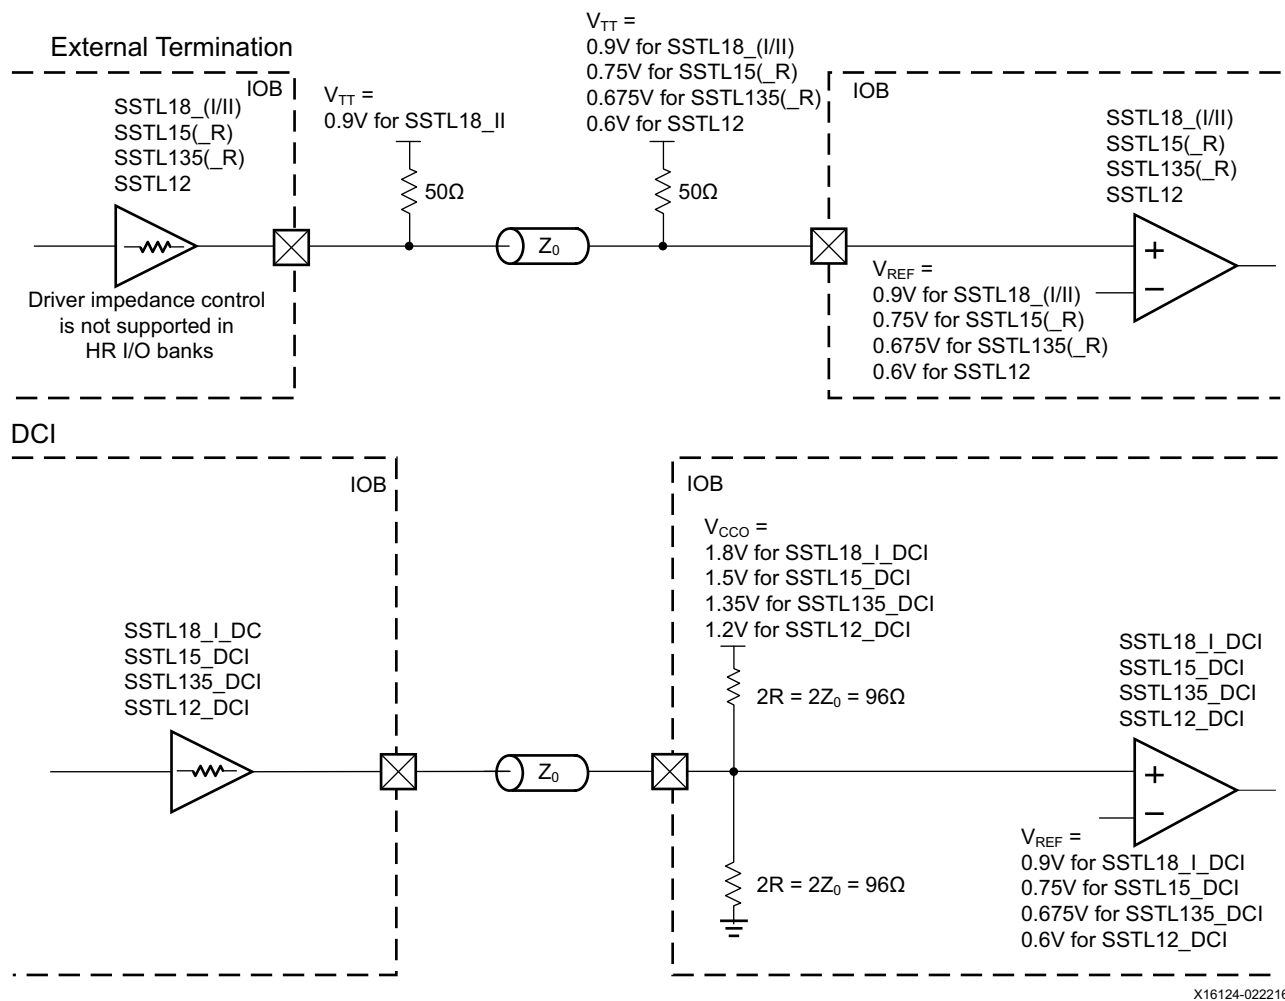 External Termination
IOB
SSTL18_(I/II)
SSTL15(_R)
SSTL135(_R)
SSTL12
Driver impedance control
is not supported in
HR I/O banks
VTT =
0.9V for SSTL18_II
50Ω
Z0
VTT =
0.9V for SSTL18_(I/II)
0.75V for SSTL15(_R)
0.675V for SSTL135(_R)
0.6V for SSTL12
50Ω
IOB
SSTL18_(I/II)
SSTL15(_R)
SSTL135(_R)
SSTL12
+
−
VREF =
0.9V for SSTL18_(I/II)
0.75V for SSTL15(_R)
0.675V for SSTL135(_R)
0.6V for SSTL12
DCI
IOB
SSTL18_I_DC
SSTL15_DCI
SSTL135_DCI
SSTL12_DCI
Z0
IOB
VCCO =
1.8V for SSTL18_I_DCI
1.5V for SSTL15_DCI
1.35V for SSTL135_DCI
1.2V for SSTL12_DCI
2R = 2Z0 = 96Ω
2R = 2Z0 = 96Ω
SSTL18_I_DCI
SSTL15_DCI
SSTL135_DCI
SSTL12_DCI
+
−
VREF =
0.9V for SSTL18_I_DCI
0.75V for SSTL15_DCI
0.675V for SSTL135_DCI
0.6V for SSTL12_DCI
X16124-022216